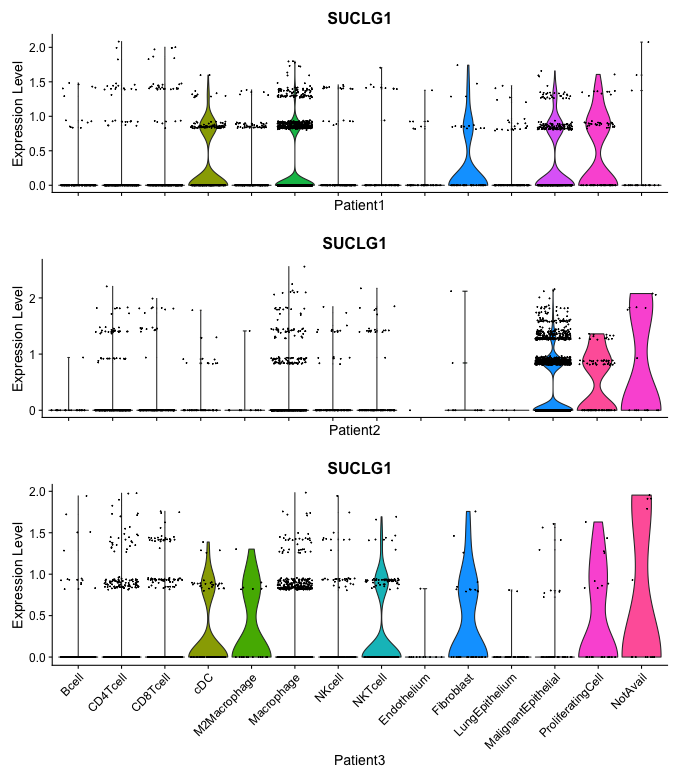 SUCLG1
Expression Level
2.0
1.5
1.0
0.5
0.0
Patient1
SUCLG1
Expression Level
2
1
0
Patient2
SUCLG1
Expression Level
2.0
1.5
1.0
0.5
0.0
Bcell
CD4Tcell
CD8Tcell
cDC
M2Macrophage
Macrophage
NKcell
NKTcell
Endothelium
Fibroblast
LungEpithelium
MalignantEpithelial
ProliferatingCell
NotAvail
Patient3